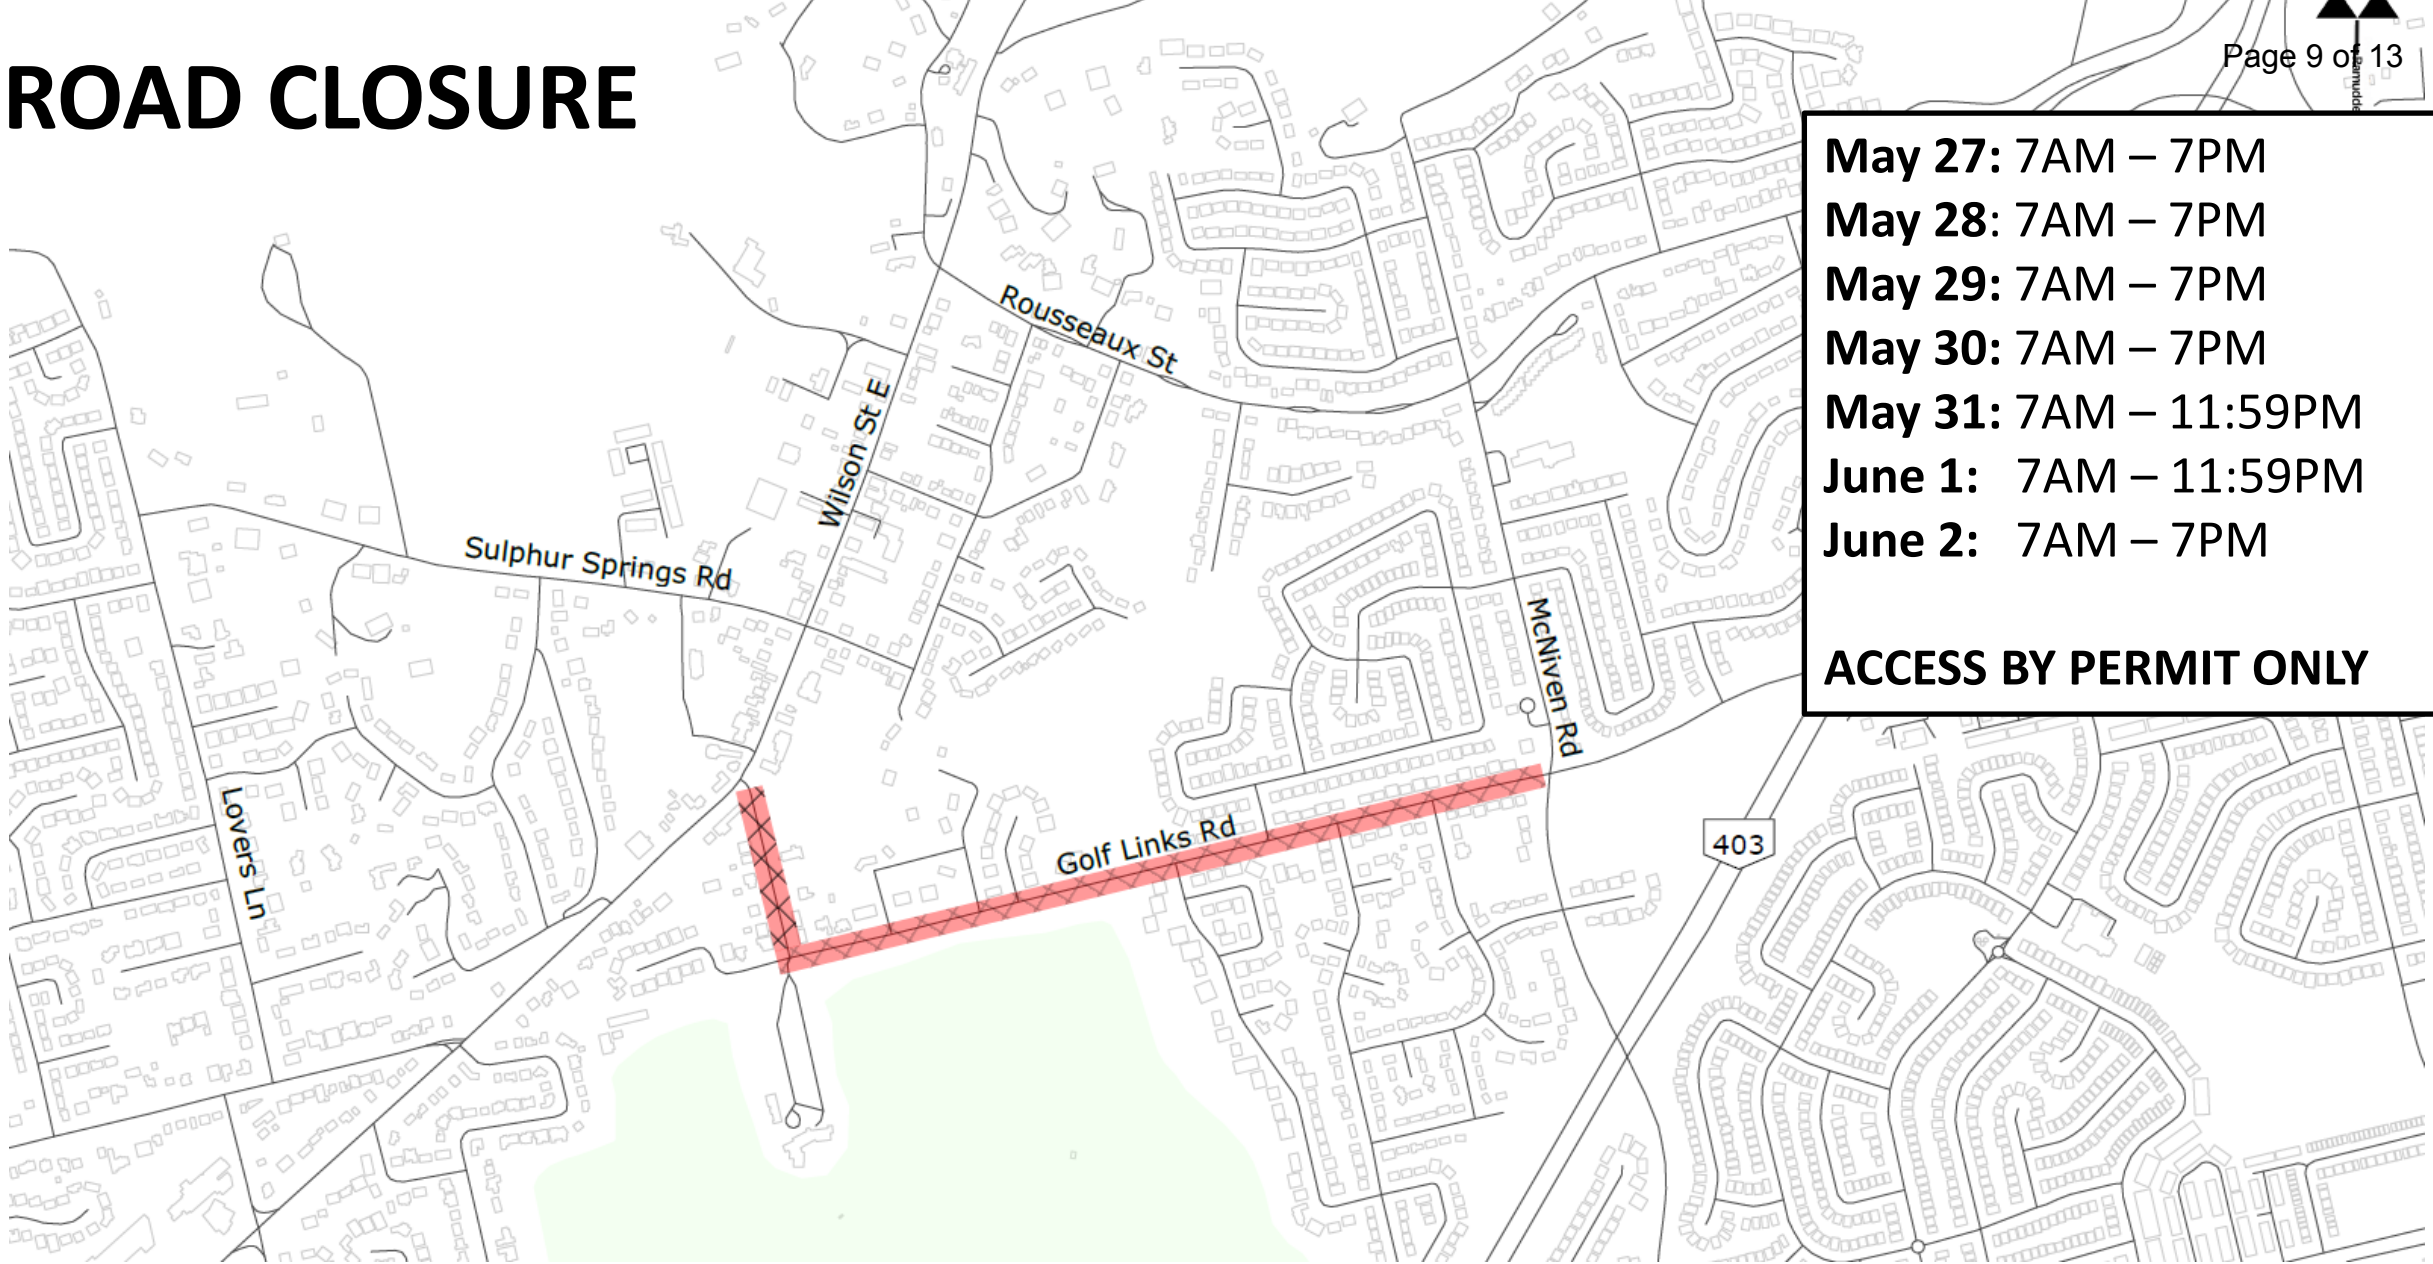 Page 9 of 13
ROAD CLOSURE
May 27: 7AM – 7PM
May 28: 7AM – 7PM
May 29: 7AM – 7PM
May 30: 7AM – 7PM
May 31: 7AM – 11:59PM
June 1: 7AM – 11:59PM
June 2: 7AM – 7PM
ACCESS BY PERMIT ONLY
Rousseaux St
Wilson St E
Sulphur Springs Rd
McNiven Rd
Lovers Ln
Golf Links Rd
403